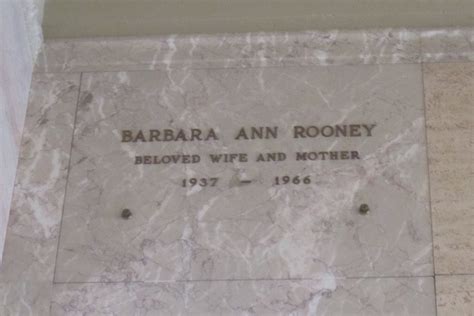 BARBARA ANN ROONEY
BELOVED WIFE AND MOTHER
1937 – 1966